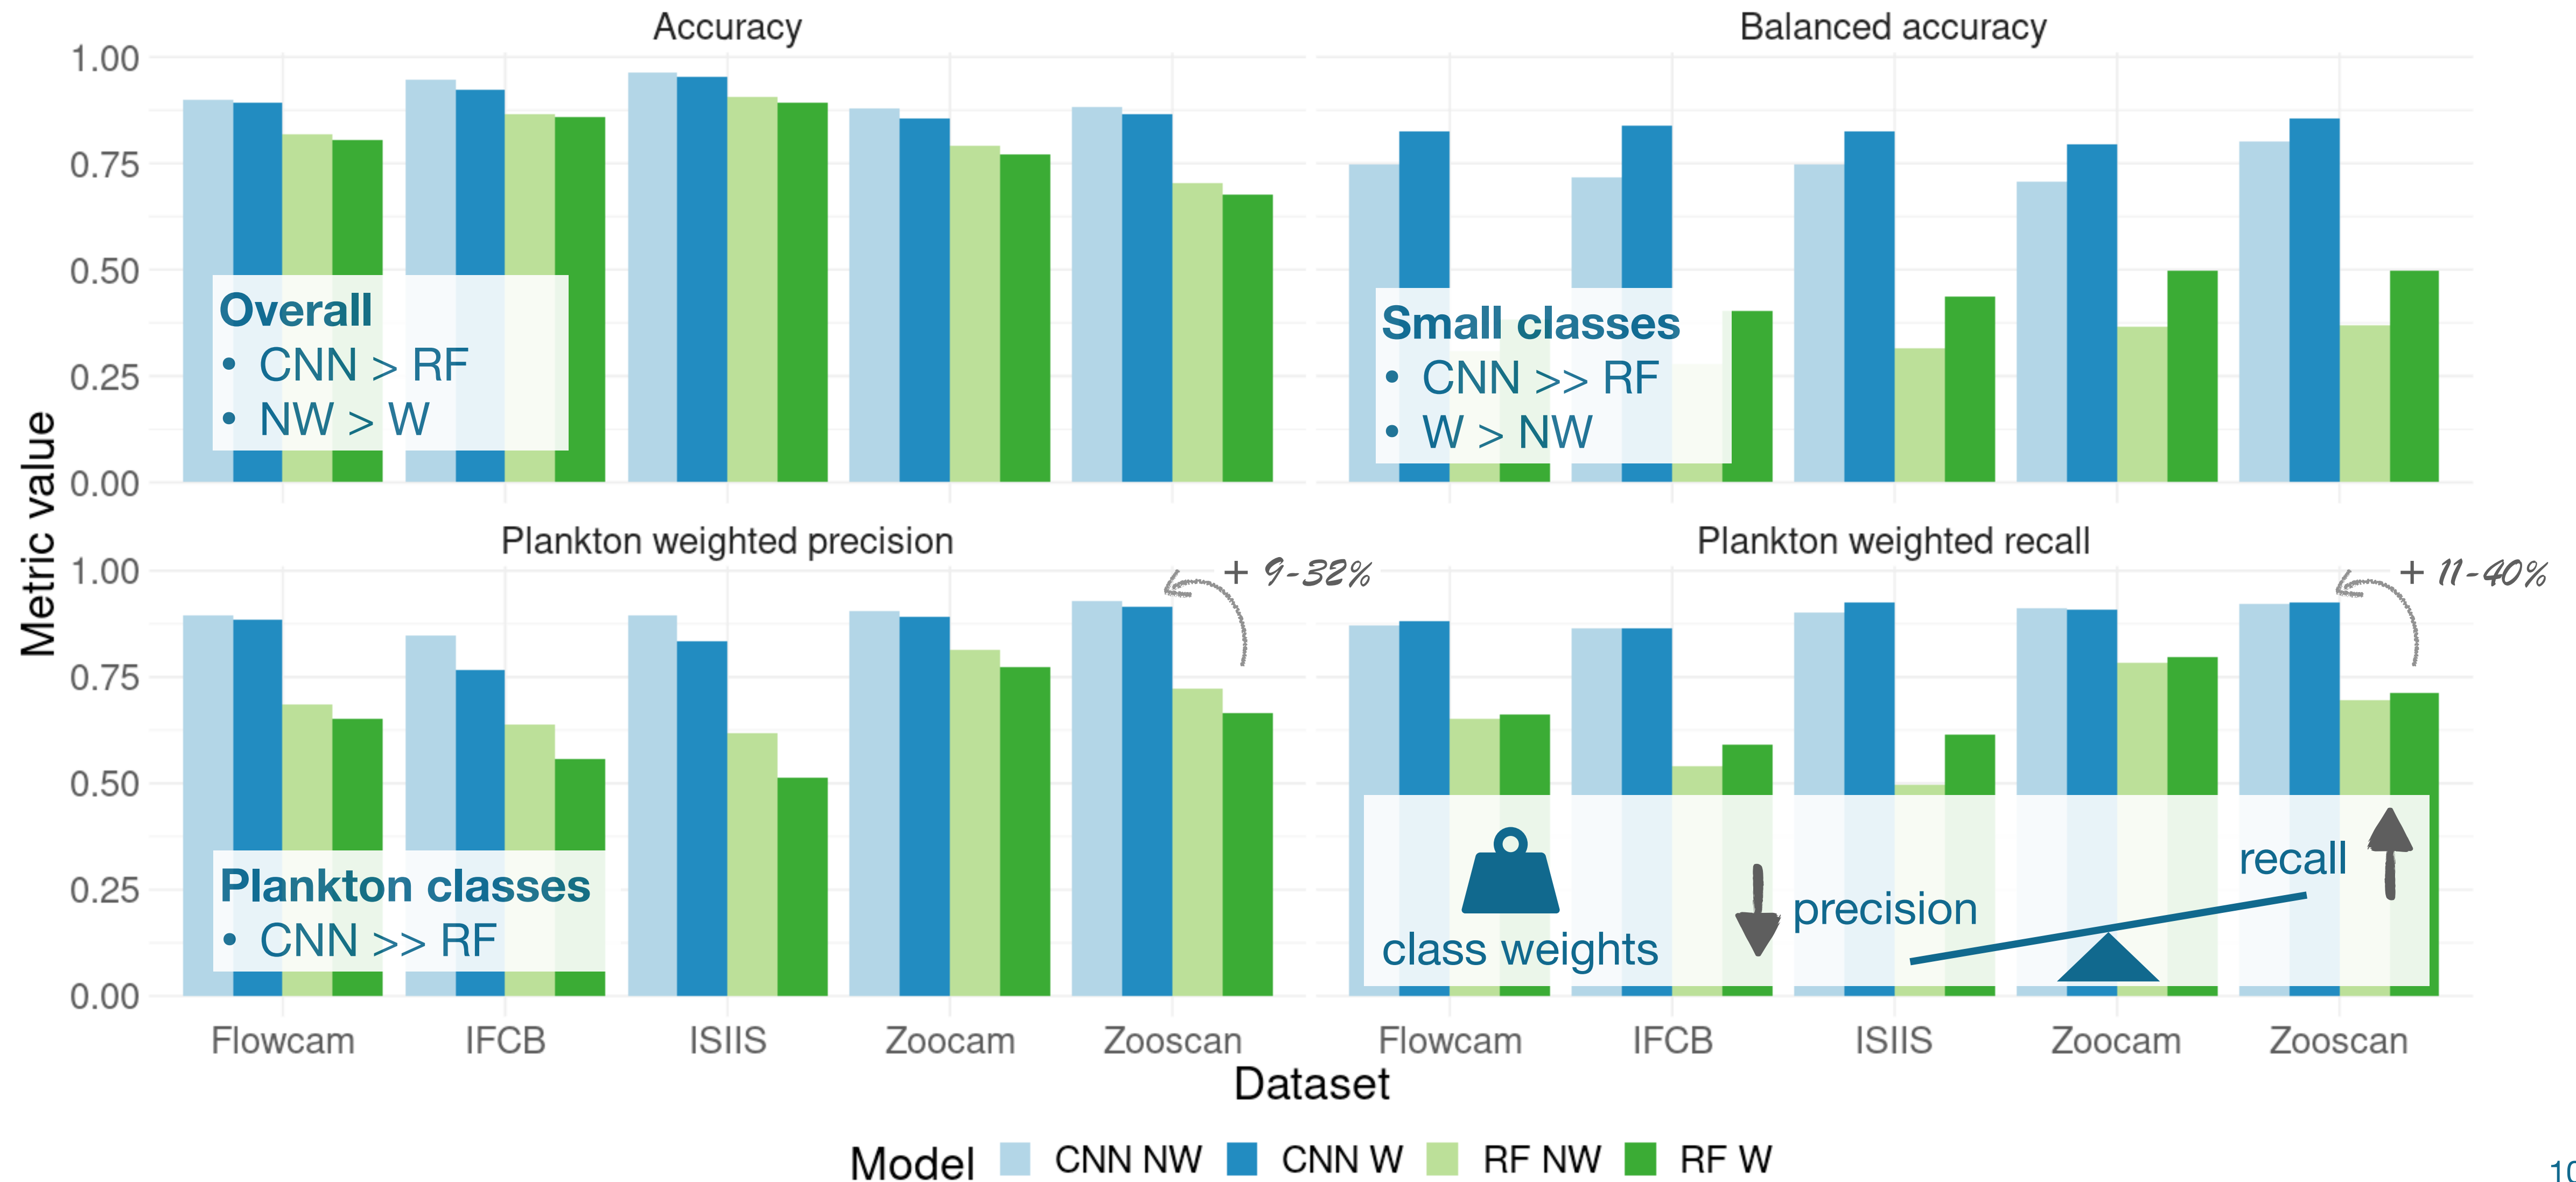 Accuracy
Balanced accuracy
Metric value
1.00
0.75
0.50
0.25
0.00
Overall
• CNN > RF
• NW > W
Small classes
• CNN >> RF
• W > NW
Plankton weighted precision
Plankton weighted recall
Metric value
1.00
0.75
0.50
0.25
0.00
+ 9-32%
+ 11-40%
Plankton classes
• CNN >> RF
class weights
precision
recall
Flowcam IFCB ISIIS Zoocam Zooscan
Flowcam IFCB ISIIS Zoocam Zooscan
Dataset
Model CNN NW CNN W RF NW RF W
10